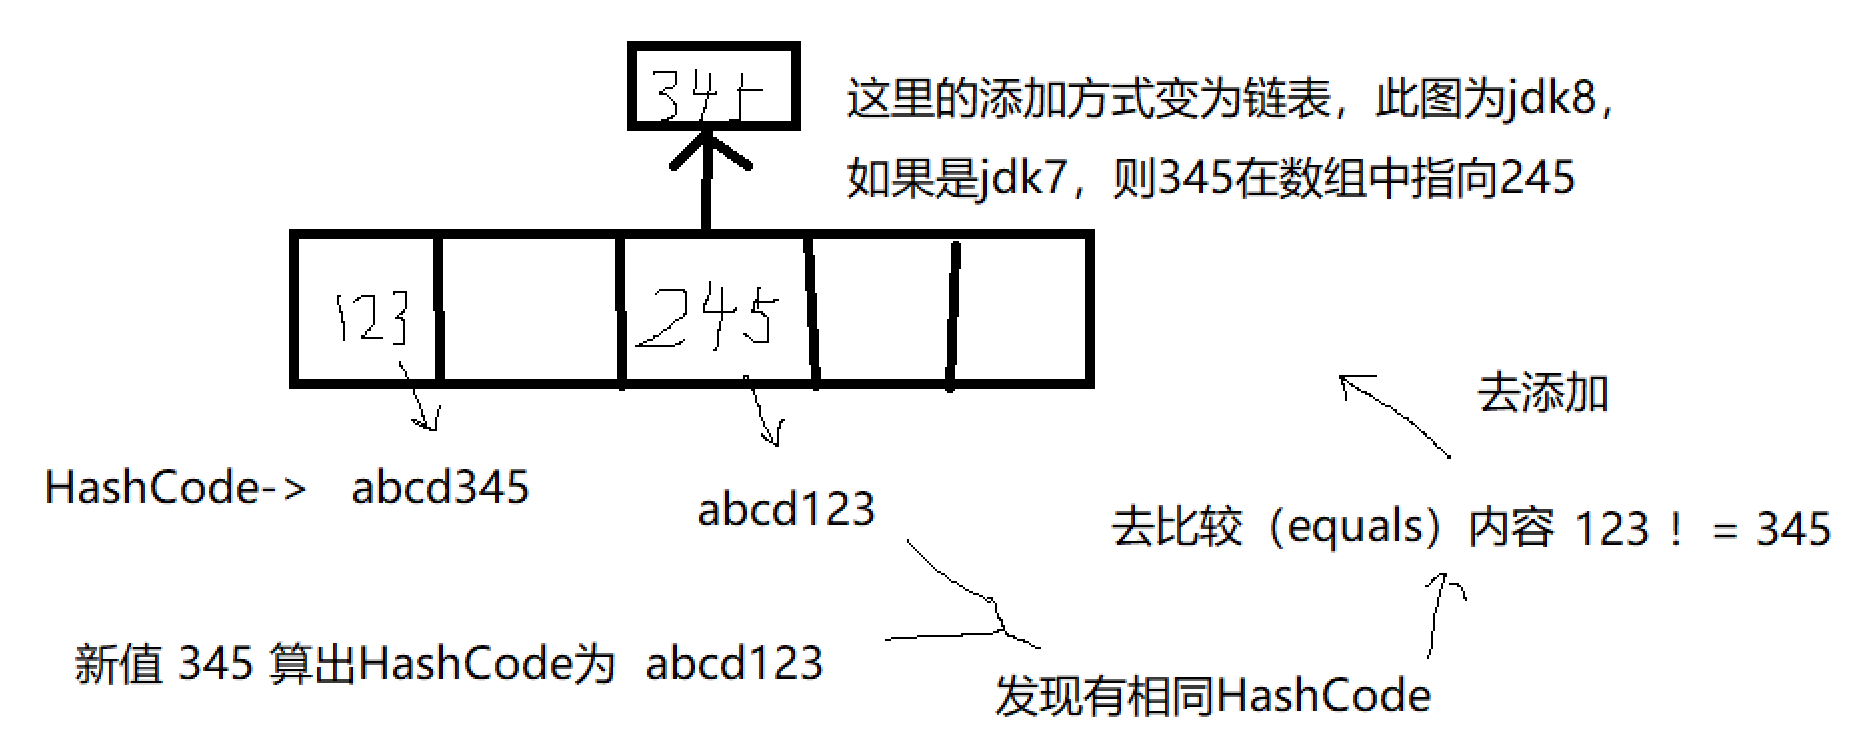 345
这里的添加方式变为链表，此图为jdk8，
如果是jdk7，则345在数组中指向245
123
245
去添加
HashCode-> abcd345
abcd123
去比较（equals）内容 123！= 345
新值 345 算出HashCode为 abcd123
发现有相同HashCode